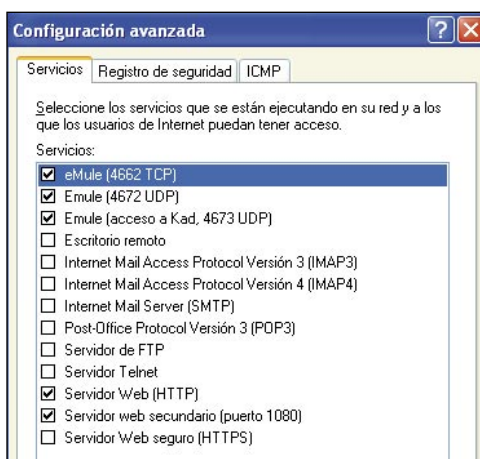 Configuración avanzada
Servicios Registro de seguridad ICMP
Seleccione los servicios que se están ejecutando en su red y a los
que los usuarios de Internet puedan tener acceso.
Servicios:
eMule (4662 TCP)
Emule (4672 UDP)
Emule (acceso a Kad, 4673 UDP)
Escritorio remoto
Internet Mail Access Protocol Versión 3 (IMAP3)
Internet Mail Access Protocol Versión 4 (IMAP4)
Internet Mail Server (SMTP)
Post-Office Protocol Versión 3 (POP3)
Servidor de FTP
Servidor Telnet
Servidor Web (HTTP)
Servidor web secundario (puerto 1080)
Servidor Web seguro (HTTPS)